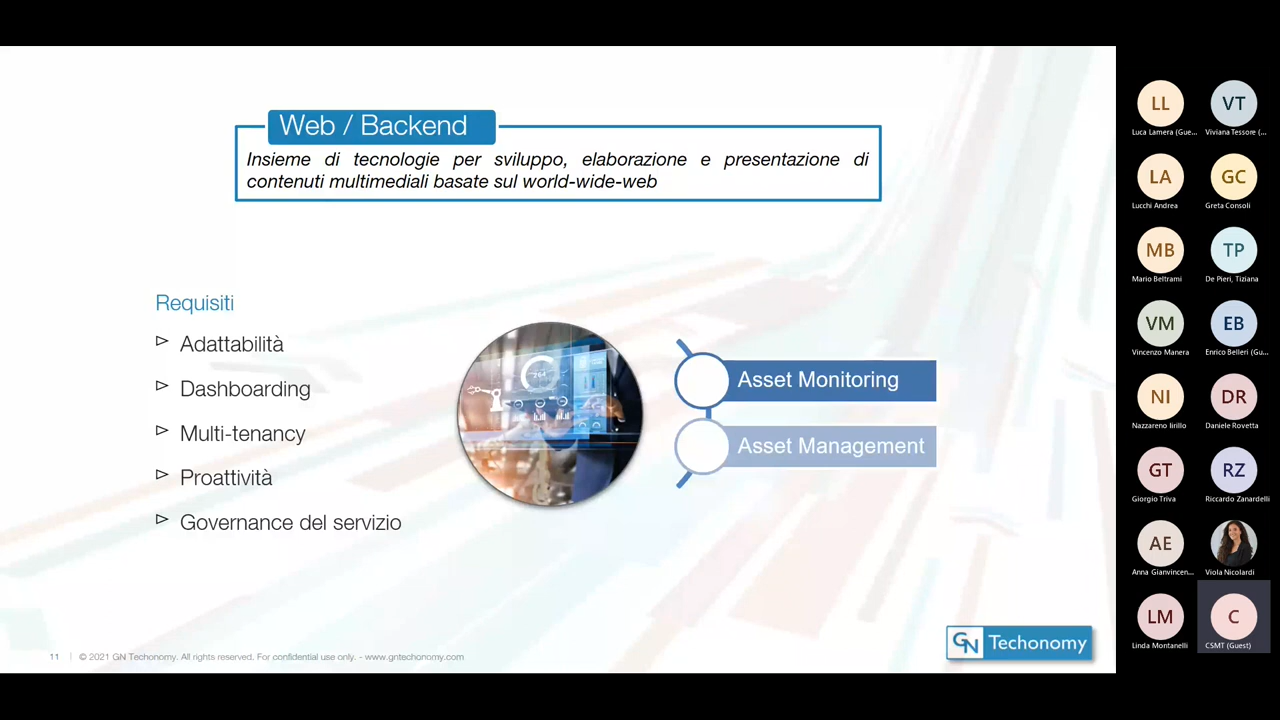 Web / Backend
Insieme di tecnologie per sviluppo, elaborazione e presentazione di
contenuti multimediali basate sul world-wide-web
Requisiti
Adattabilità
Dashboarding
Multi-tenancy
Proattività
Governance del servizio
264
Asset Monitoring
Asset Management
11 | © 2021 GN Techonomy. All rights reserved. For confidential use only. - www.gntechonomy.com
GN Techonomy
LL VT
Luca Lamera (Gue... Viviana Tessore (...
LA GC
Lucchi Andrea Greta Consoli
MB TP
Mario Beltrami De Pieri, Tiziana
VM EB
Vincenzo Manera Enrico Belleri (Gu...
NI DR
Nazzareno Iirillo Daniele Rovetta
GT RZ
Giorgio Triva Riccardo Zanardelli
AE
Anna Gianvincen... Viola Nicolardi
LM C
Linda Montanelli CSMT (Guest)